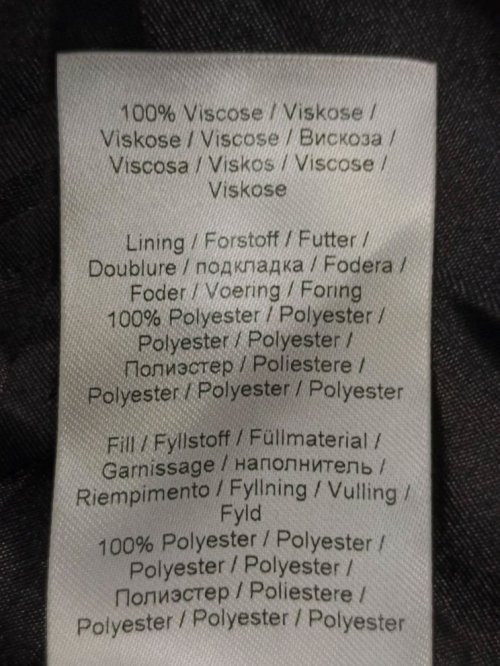 100% Viscose / Viskose /
Viskose / Viscose / Вискоза /
Viscosa / Viskos / Viscose /
Viskose
Lining / Forstoff / Futter /
Doublure / подкладка / Fodera /
Foder / Voering / Foring
100% Polyester / Polyester /
Polyester / Polyester /
Полиэстер / Poliestere /
Polyester / Polyester / Polyester
Fill / Fyllstoff / Füllmaterial /
Garnissage / наполнитель /
Riempimento / Fyllning / Vulling /
Fyld
100% Polyester / Polyester /
Polyester / Polyester /
Полиэстер / Poliestere /
Polyester / Polyester / Polyester